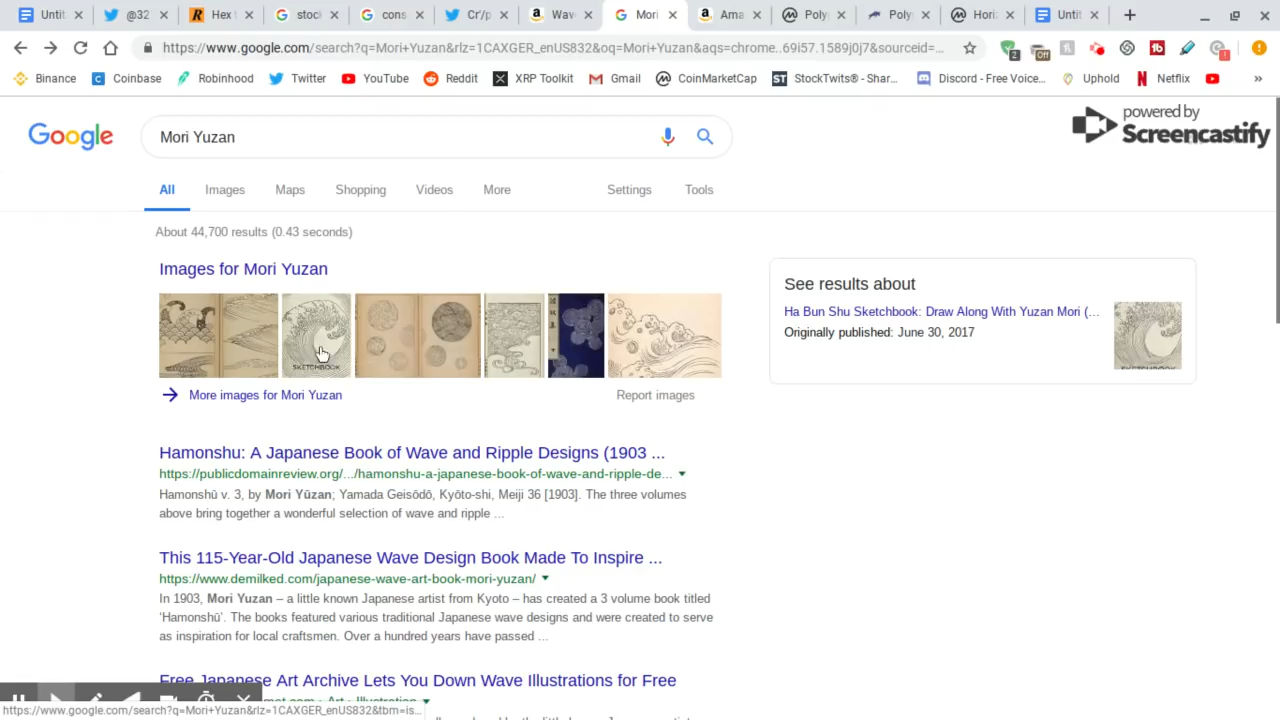 Untit
@32
Hex t
stock
cons
Cr'/p
Wav
Mori
Ama
Poly
Poly
Hori
Untit
https://www.google.com/search?q=Mori+Yuzan&rlz=1CAXGER_enUS832&oq=Mori+Yuzan&aqs=chrome..69i57.1589j0j7&sourceid=...
2
Off
1b
Binance
Coinbase
Robinhood
Twitter
YouTube
Reddit
XRP Toolkit
Gmail
CoinMarketCap
ST
StockTwits® - Shar...
Discord - Free Voice...
Uphold
Netflix
»
Google
Mori Yuzan
powered by
Screencastify
All
Images
Maps
Shopping
Videos
More
Settings
Tools
About 44,700 results (0.43 seconds)
Images for Mori Yuzan
SKETCHBOOK
More images for Mori Yuzan
Report images
See results about
Ha Bun Shu Sketchbook: Draw Along With Yuzan Mori (...
Originally published: June 30, 2017
Hamonshu: A Japanese Book of Wave and Ripple Designs (1903 ...
https://publicdomainreview.org/.../hamonshu-a-japanese-book-of-wave-and-ripple-de...
Hamonshū v. 3, by Mori Yūzan; Yamada Geisōdō, Kyōto-shi, Meiji 36 [1903]. The three volumes
above bring together a wonderful selection of wave and ripple ...
This 115-Year-Old Japanese Wave Design Book Made To Inspire ...
https://www.demilked.com/japanese-wave-art-book-mori-yuzan/
In 1903, Mori Yuzan – a little known Japanese artist from Kyoto – has created a 3 volume book titled
‘Hamonshū’. The books featured various traditional Japanese wave designs and were created to serve
as inspiration for local craftsmen. Over a hundred years have passed ...
Free Japanese Art Archive Lets You Down Wave Illustrations for Free
https://www.google.com/search?q=Mori+Yuzan&rlz=1CAXGER_enUS832&tbm=is...